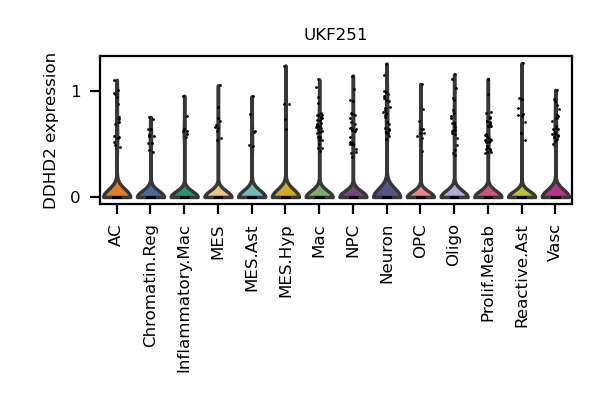 UKF251
DDHD2 expression
1
0
AC
Chromatin.Reg
Inflammatory.Mac
MES
MES.Ast
MES.Hyp
Mac
NPC
Neuron
OPC
Oligo
Prolif.Metab
Reactive.Ast
Vasc